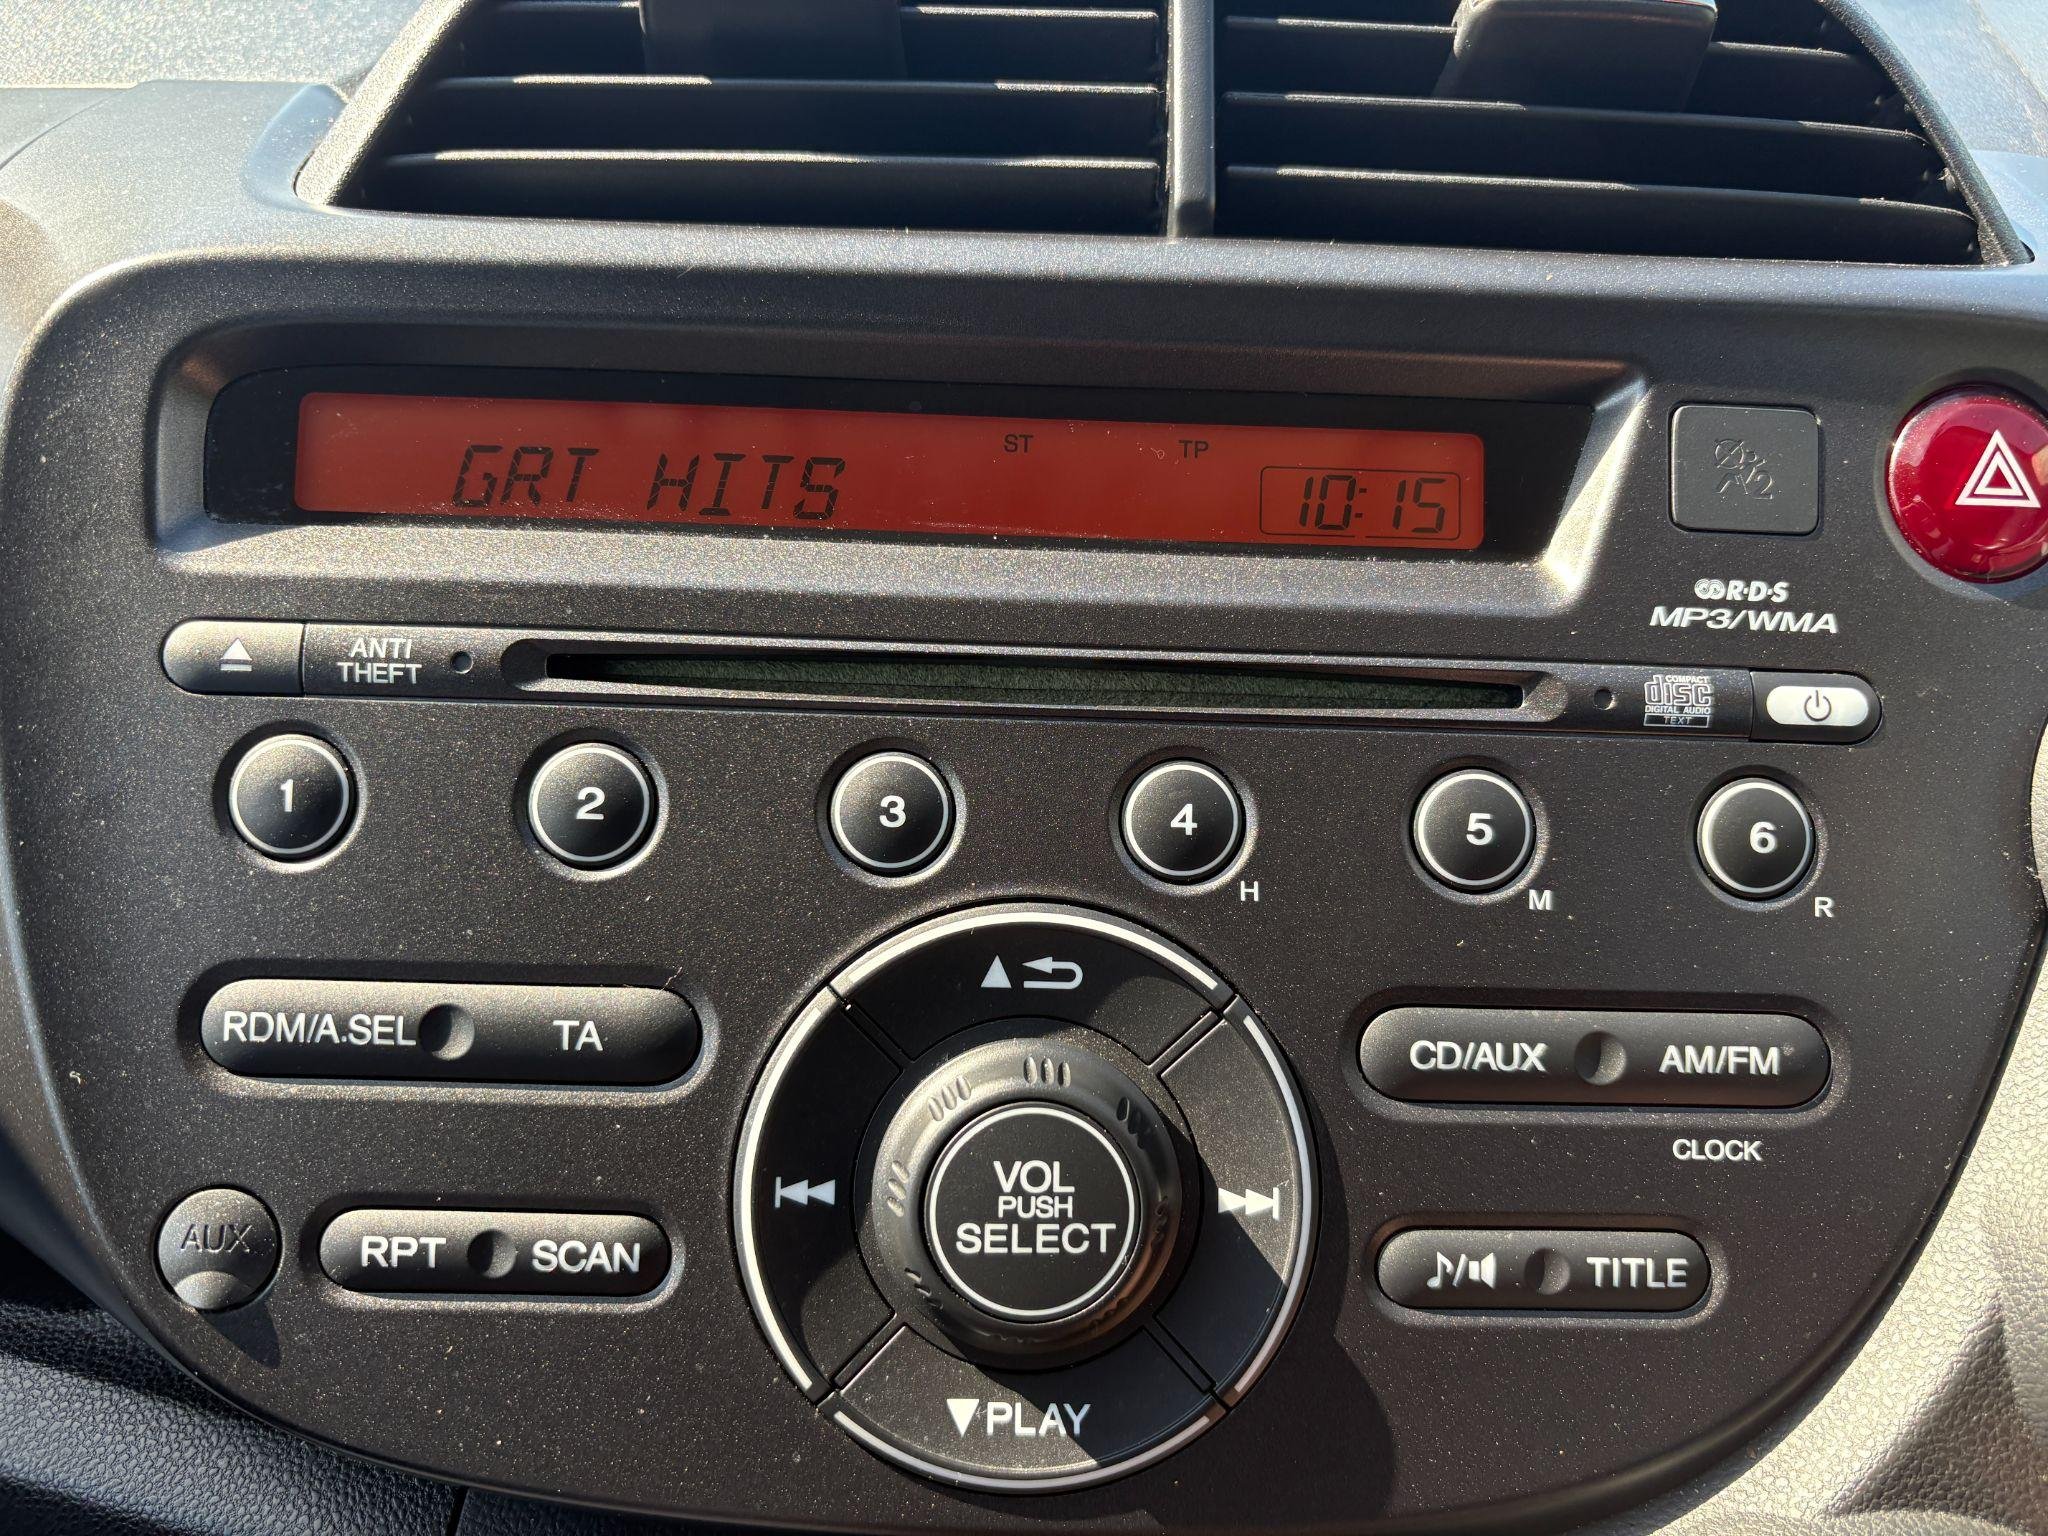 GRT HITS
ST
TP
10:15
2
R·D·S
MP3/WMA
ANTI
THEFT
COMPACT
disc
DIGITAL AUDIO
TEXT
1
2
3
4
5
6
H
M
R
RDM/A.SEL
TA
CD/AUX
AM/FM
CLOCK
AUX
RPT
SCAN
VOL
PUSH
SELECT
TITLE
PLAY